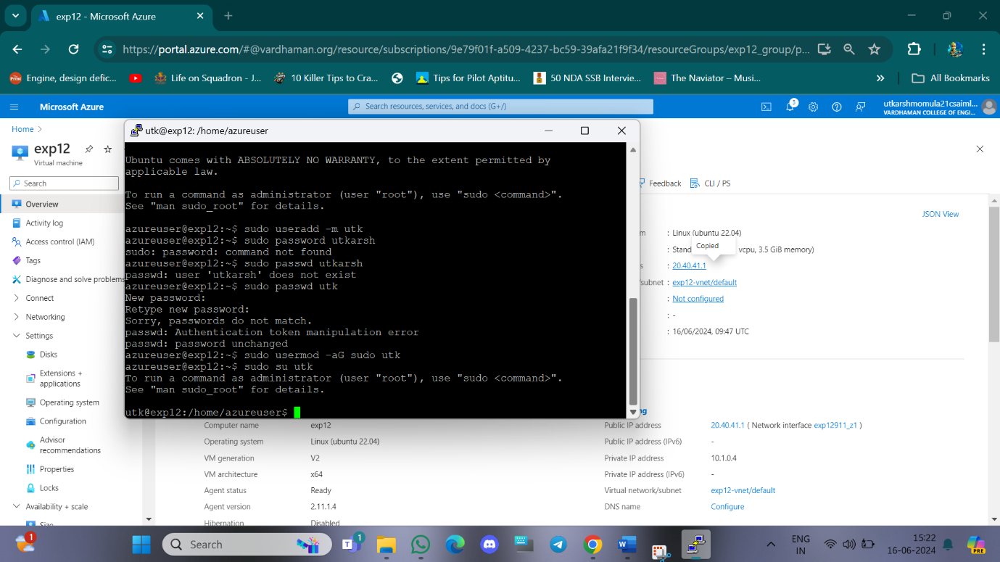 exp12 - Microsoft Azure
https://portal.azure.com/#@vardhaman.org/resource/subscriptions/9e79f01f-a509-4237-bc59-39afa21f9f34/resourceGroups/exp12_group/p...
Engine, design defic...
Life on Squadron - J...
10 Killer Tips to Cra...
Tips for Pilot Aptitu...
50 NDA SSB Intervie...
The Naviator – Musi...
All Bookmarks
Microsoft Azure
Search resources, services, and docs (G+/)
3
utkarshmomula21csaiml...
VARDHAMAN COLLEGE OF ENGI...
Home
exp12
Virtual machine
Search
Overview
Activity log
Access control (IAM)
Tags
Diagnose and solve problems
Connect
Networking
Settings
Disks
Extensions +
applications
Operating system
Configuration
Advisor
recommendations
Properties
Locks
Availability + scale
Size
utk@exp12: /home/azureuser
Ubuntu comes with ABSOLUTELY NO WARRANTY, to the extent permitted by
applicable law.
To run a command as administrator (user "root"), use "sudo <command>".
See "man sudo_root" for details.
azureuser@exp12:~$ sudo useradd -m utk
azureuser@exp12:~$ sudo password utkarsh
sudo: password: command not found
azureuser@exp12:~$ sudo passwd utkarsh
passwd: user 'utkarsh' does not exist
azureuser@exp12:~$ sudo passwd utk
New password:
Retype new password:
Sorry, passwords do not match.
passwd: Authentication token manipulation error
passwd: password unchanged
azureuser@exp12:~$ sudo usermod -aG sudo utk
azureuser@exp12:~$ sudo su utk
To run a command as administrator (user "root"), use "sudo <command>".
See "man sudo_root" for details.
utk@exp12:/home/azureuser$
Feedback
CLI / PS
JSON View
: Linux (ubuntu 22.04)
Copied
: Stand vcpu, 3.5 GiB memory)
: 20.40.41.1
/subnet : exp12-vnet/default
: Not configured
: -
: 16/06/2024, 09:47 UTC
Computer name exp12
Operating system Linux (ubuntu 22.04)
VM generation V2
VM architecture x64
Agent status Ready
Agent version 2.11.1.4
Hibernation Disabled
Public IP address 20.40.41.1 ( Network interface exp12911_z1 )
Public IP address (IPv6) -
Private IP address 10.1.0.4
Private IP address (IPv6) -
Virtual network/subnet exp12-vnet/default
DNS name Configure
1
Search
1
ENG
IN
15:22
16-06-2024
PRE